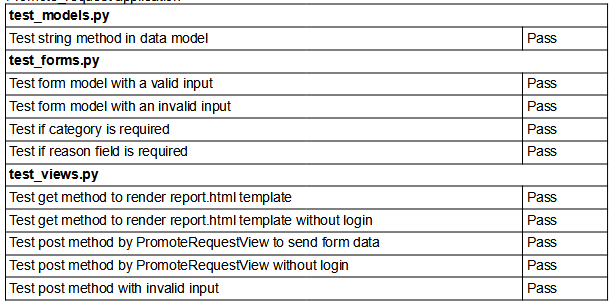 Promote_request application
test_models.py
Test string method in data model Pass
test_forms.py
Test form model with a valid input Pass
Test form model with an invalid input Pass
Test if category is required Pass
Test if reason field is required Pass
test_views.py
Test get method to render report.html template Pass
Test get method to render report.html template without login Pass
Test post method by PromoteRequestView to send form data Pass
Test post method by PromoteRequestView without login Pass
Test post method with invalid input Pass